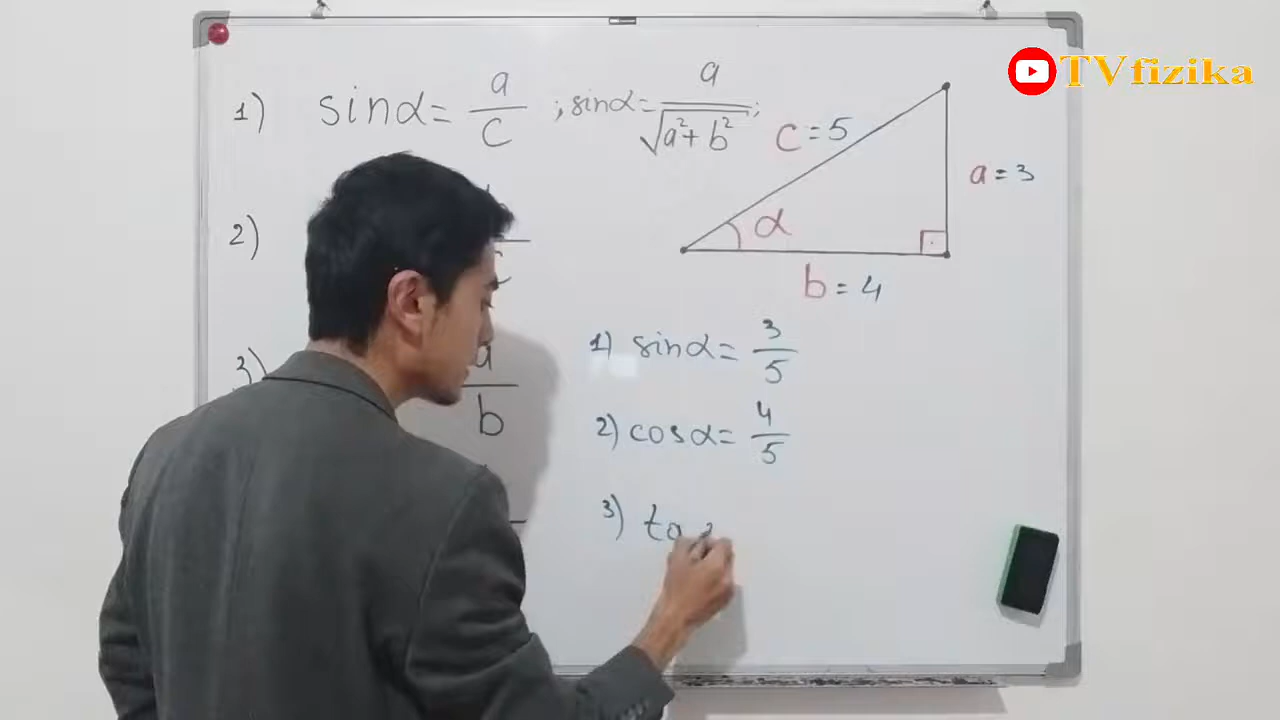 TVfizika
1) sinα = a/c ; sinα = a/√(a²+b²) ;
c = 5
a = 3
α
b = 4
2)
3) a/b
1) sinα = 3/5
2) cosα = 4/5
3)